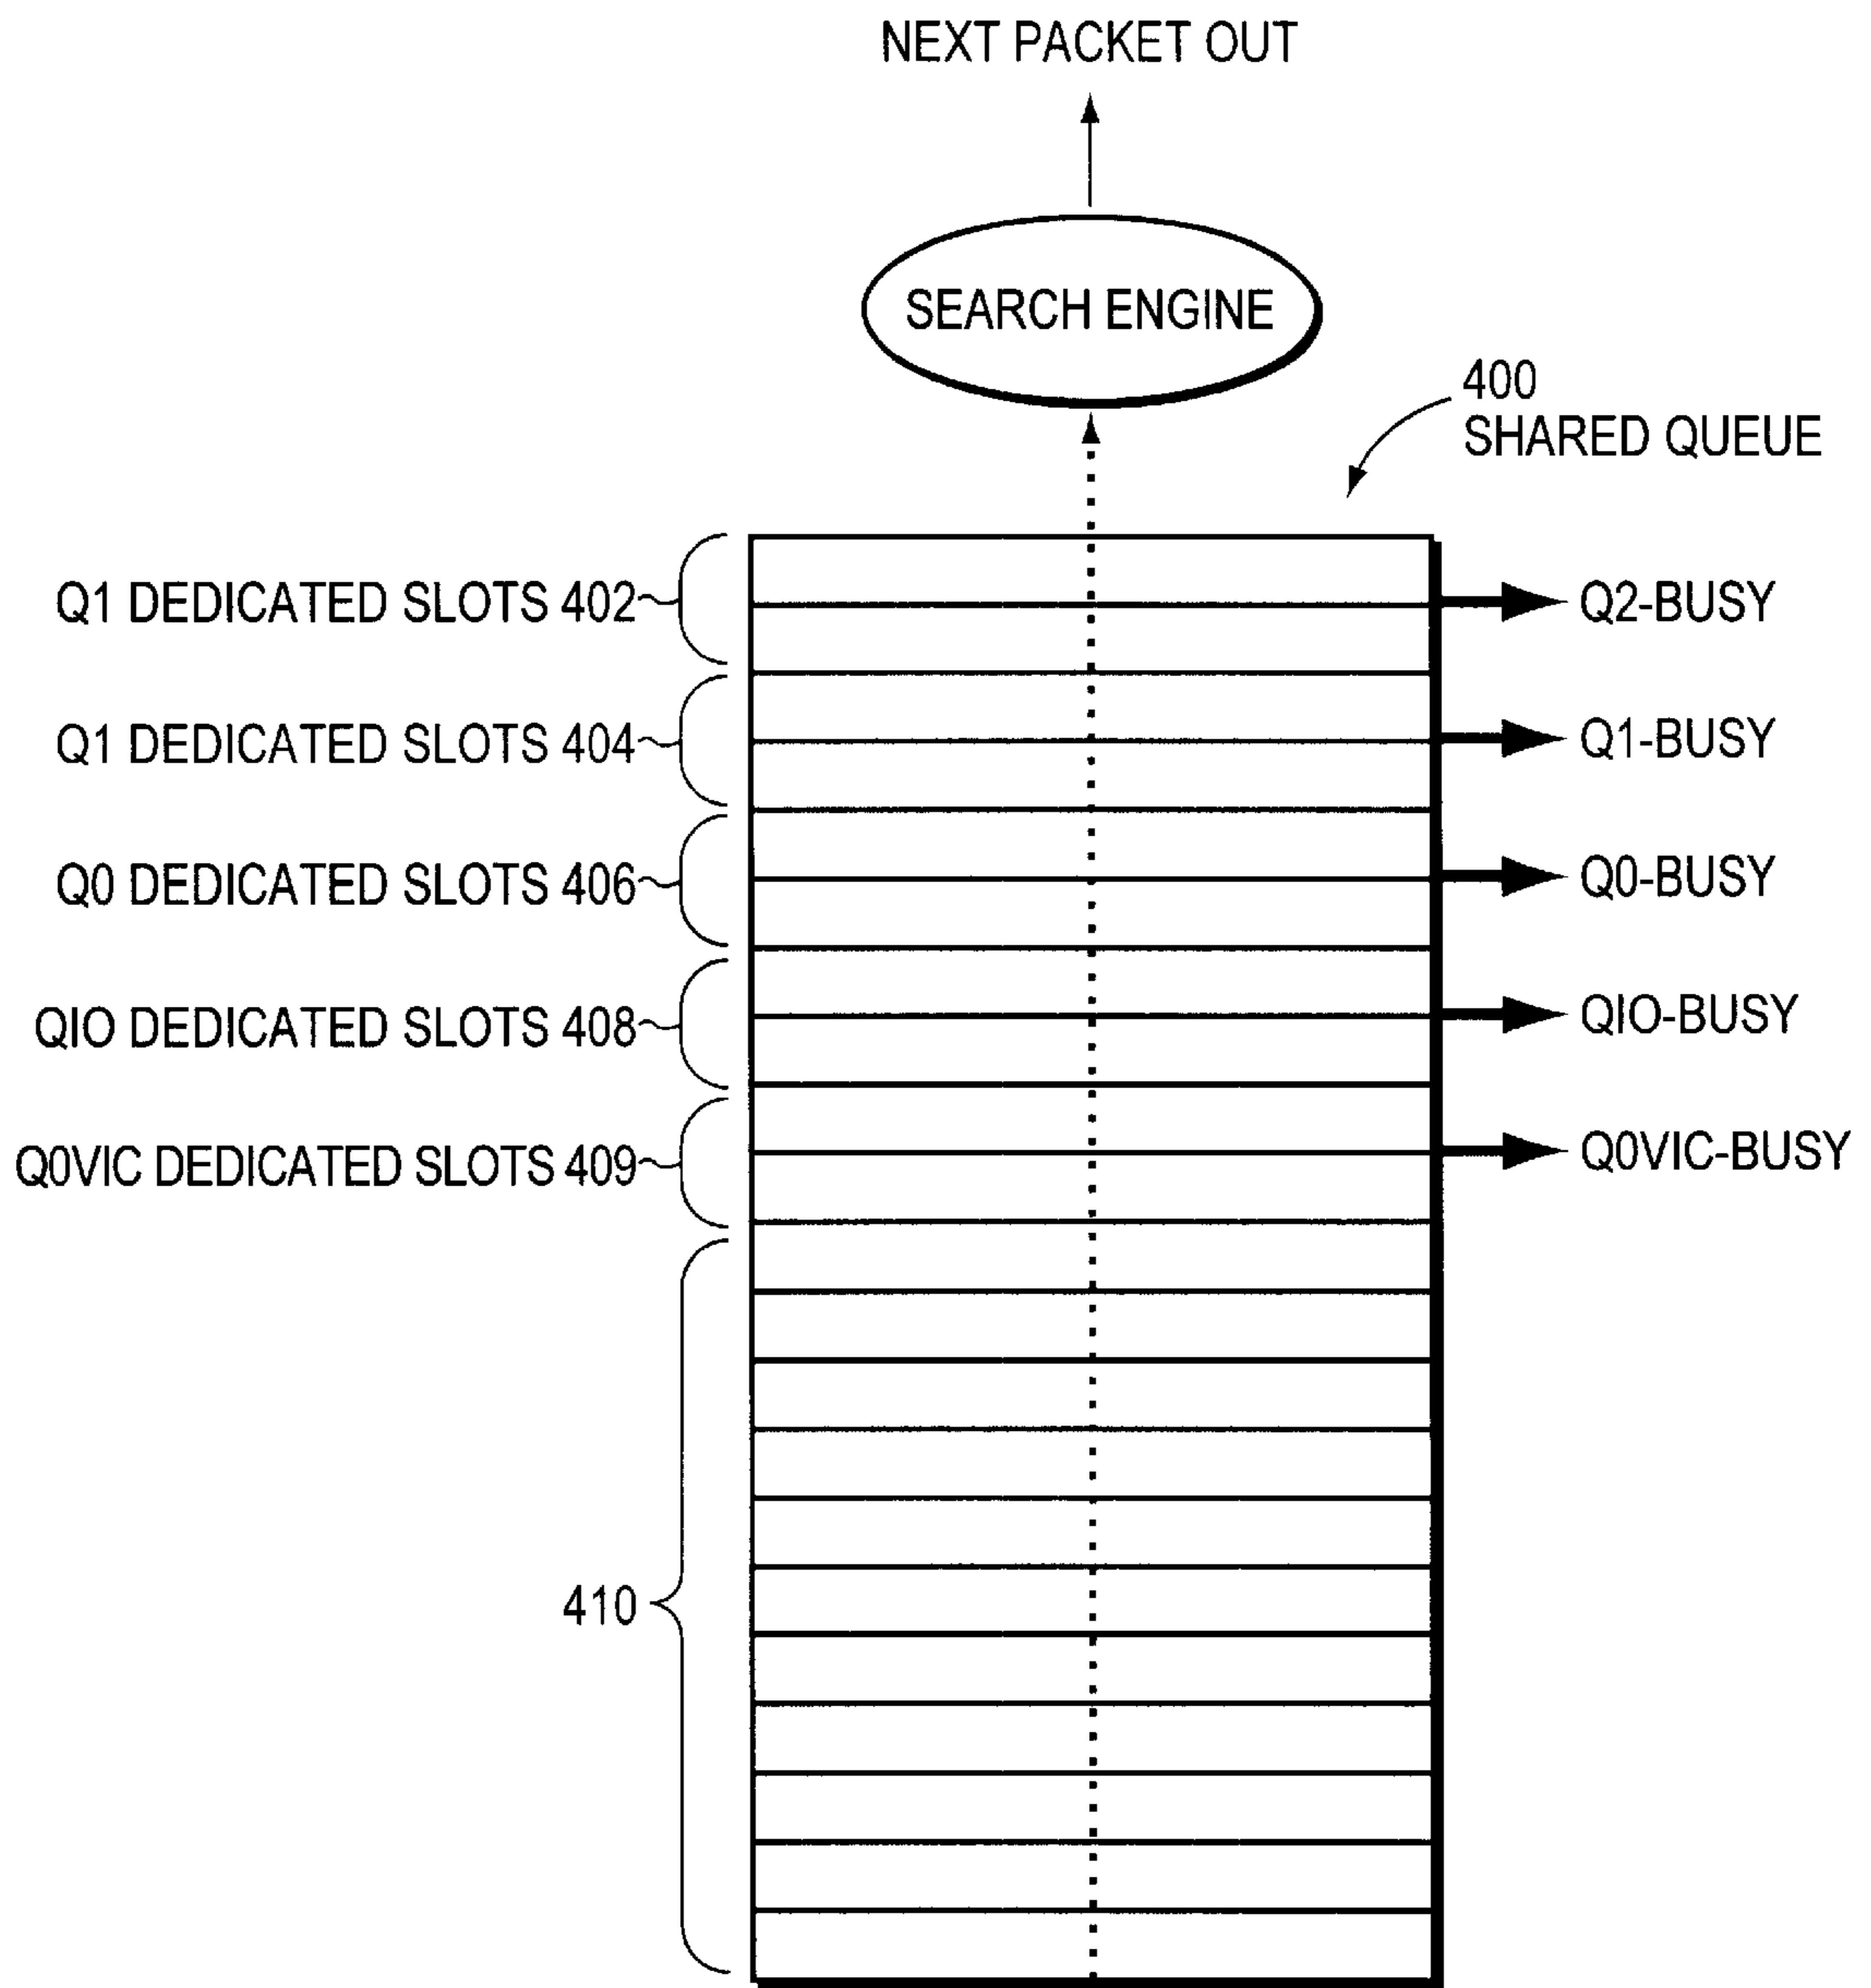 NEXT PACKET OUT
SEARCH ENGINE
400
SHARED QUEUE
Q1 DEDICATED SLOTS 402
Q2-BUSY
Q1 DEDICATED SLOTS 404
Q1-BUSY
Q0 DEDICATED SLOTS 406
Q0-BUSY
QIO DEDICATED SLOTS 408
QIO-BUSY
Q0VIC DEDICATED SLOTS 409
Q0VIC-BUSY
410